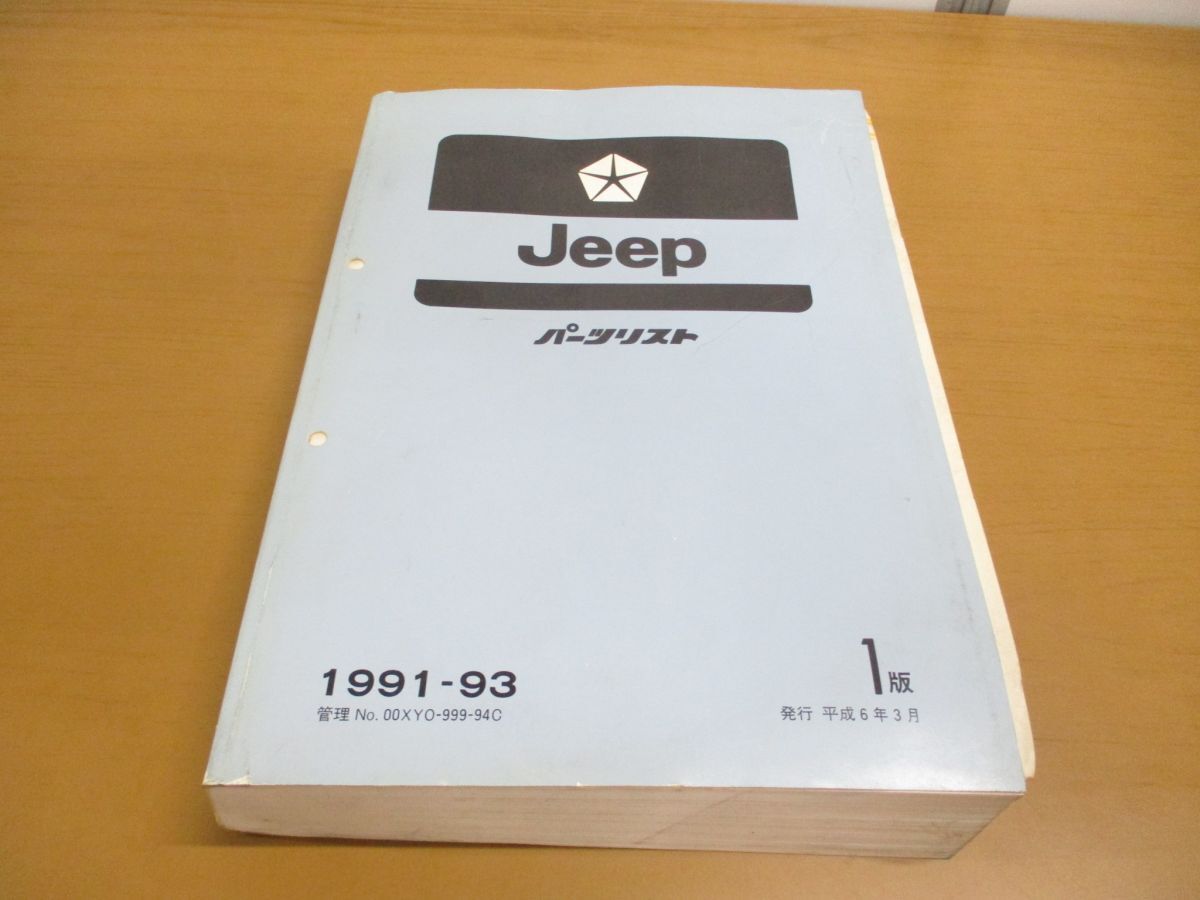 Jeep
パーツリスト
1991-93
管理 No. 00XYO-999-94C
1版
発行 平成6年3月